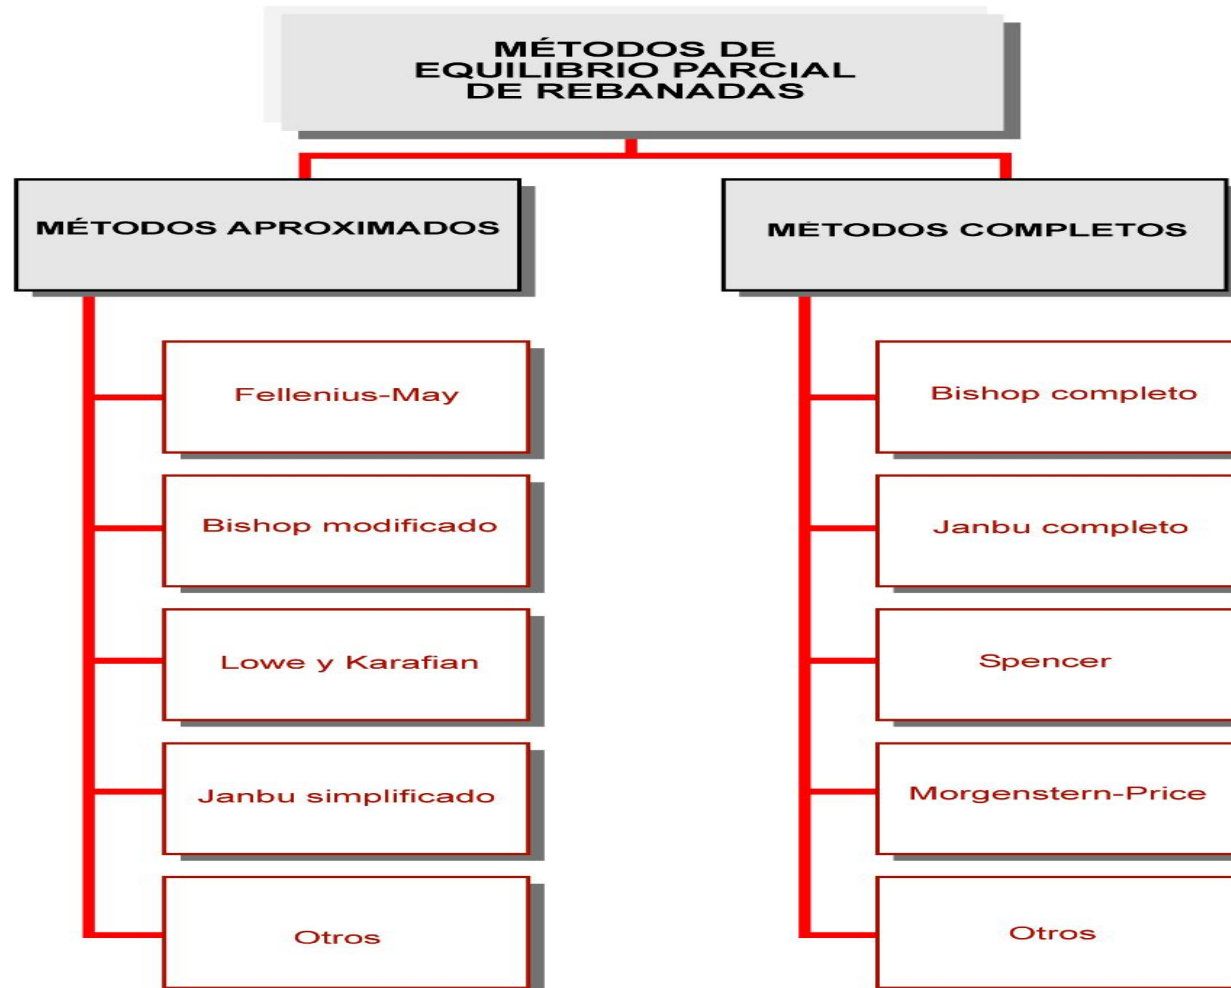 MÉTODOS DE
EQUILIBRIO PARCIAL
DE REBANADAS
MÉTODOS APROXIMADOS
Fellenius-May
Bishop modificado
Lowe y Karafian
Janbu simplificado
Otros
MÉTODOS COMPLETOS
Bishop completo
Janbu completo
Spencer
Morgenstern-Price
Otros